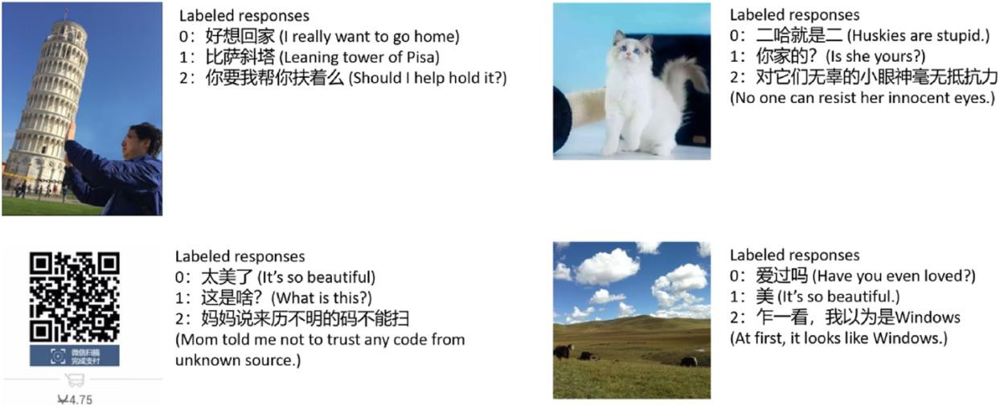 Labeled responses
0：好想回家 (I really want to go home)
1：比萨斜塔 (Leaning tower of Pisa)
2：你要我帮你扶着么 (Should I help hold it?)
Labeled responses
0：二哈就是二 (Huskies are stupid.)
1：你家的？(Is she yours?)
2：对它们无辜的小眼神毫无抵抗力
(No one can resist her innocent eyes.)
微信扫描
完成支付
¥4.75
Labeled responses
0：太美了 (It’s so beautiful)
1：这是啥？(What is this?)
2：妈妈说来历不明的码不能扫
(Mom told me not to trust any code from
unknown source.)
Labeled responses
0：爱过吗 (Have you even loved?)
1：美 (It’s so beautiful.)
2：乍一看，我以为是Windows
(At first, it looks like Windows.)